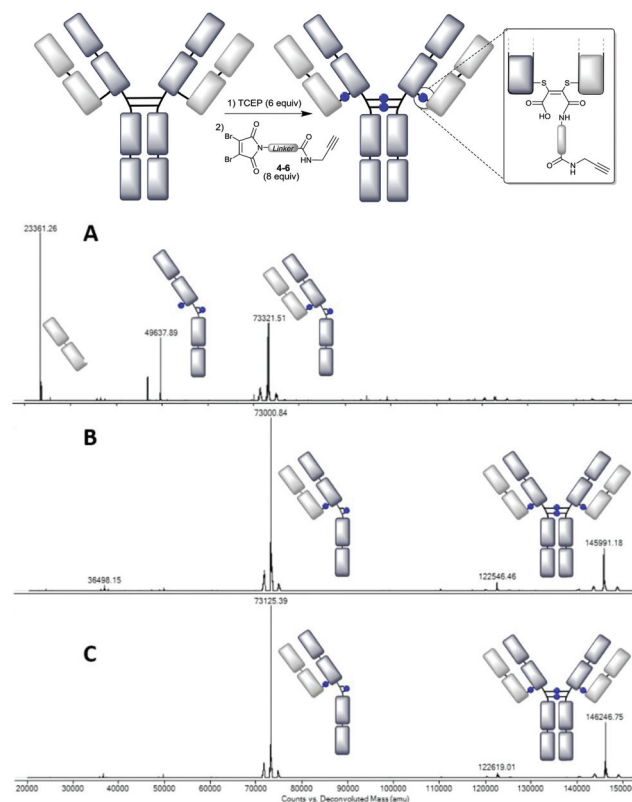 1) TCEP (6 equiv)
2)
Br
Br
O
O
N
Linker
O
HN
4-6
(8 equiv)
S
S
O
HO
O
NH
O
N
H
A
23361.26
49637.89
73321.51
B
73000.84
36498.15
122546.46
145991.18
C
73125.39
122619.01
146246.75
20000 30000 40000 50000 60000 70000 80000 90000 100000 110000 120000 130000 140000 15000
Counts vs. Deconvoluted Mass (amu)